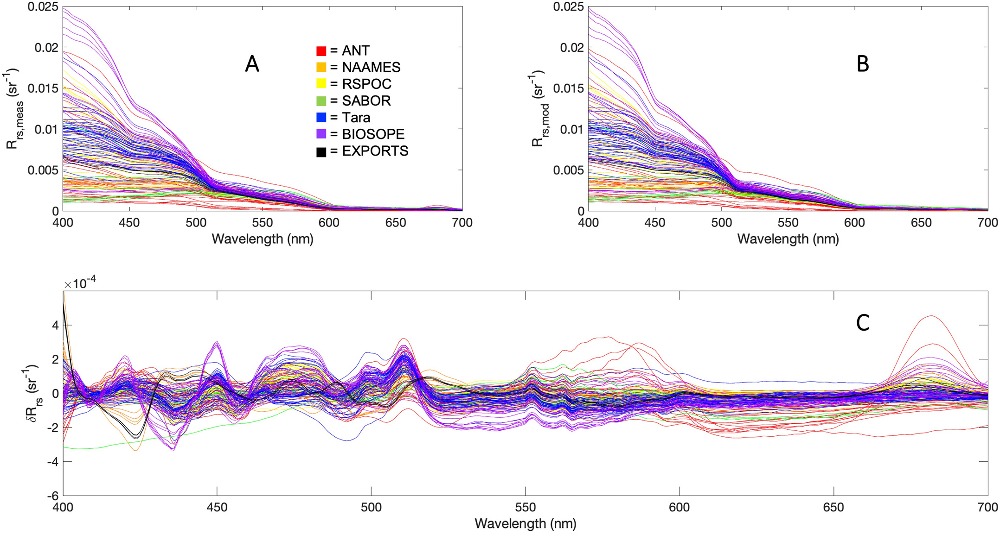 0.025
0.02
0.015
0.01
0.005
0
400 450 500 550 600 650 700
Wavelength (nm)
Rrs,meas (sr-1)
A
= ANT
= NAAMES
= RSPOC
= SABOR
= Tara
= BIOSOPE
= EXPORTS
0.025
0.02
0.015
0.01
0.005
0
400 450 500 550 600 650 700
Wavelength (nm)
Rrs,mod (sr-1)
B
×10-4
4
2
0
-2
-4
-6
400 450 500 550 600 650 700
Wavelength (nm)
δRrs (sr-1)
C